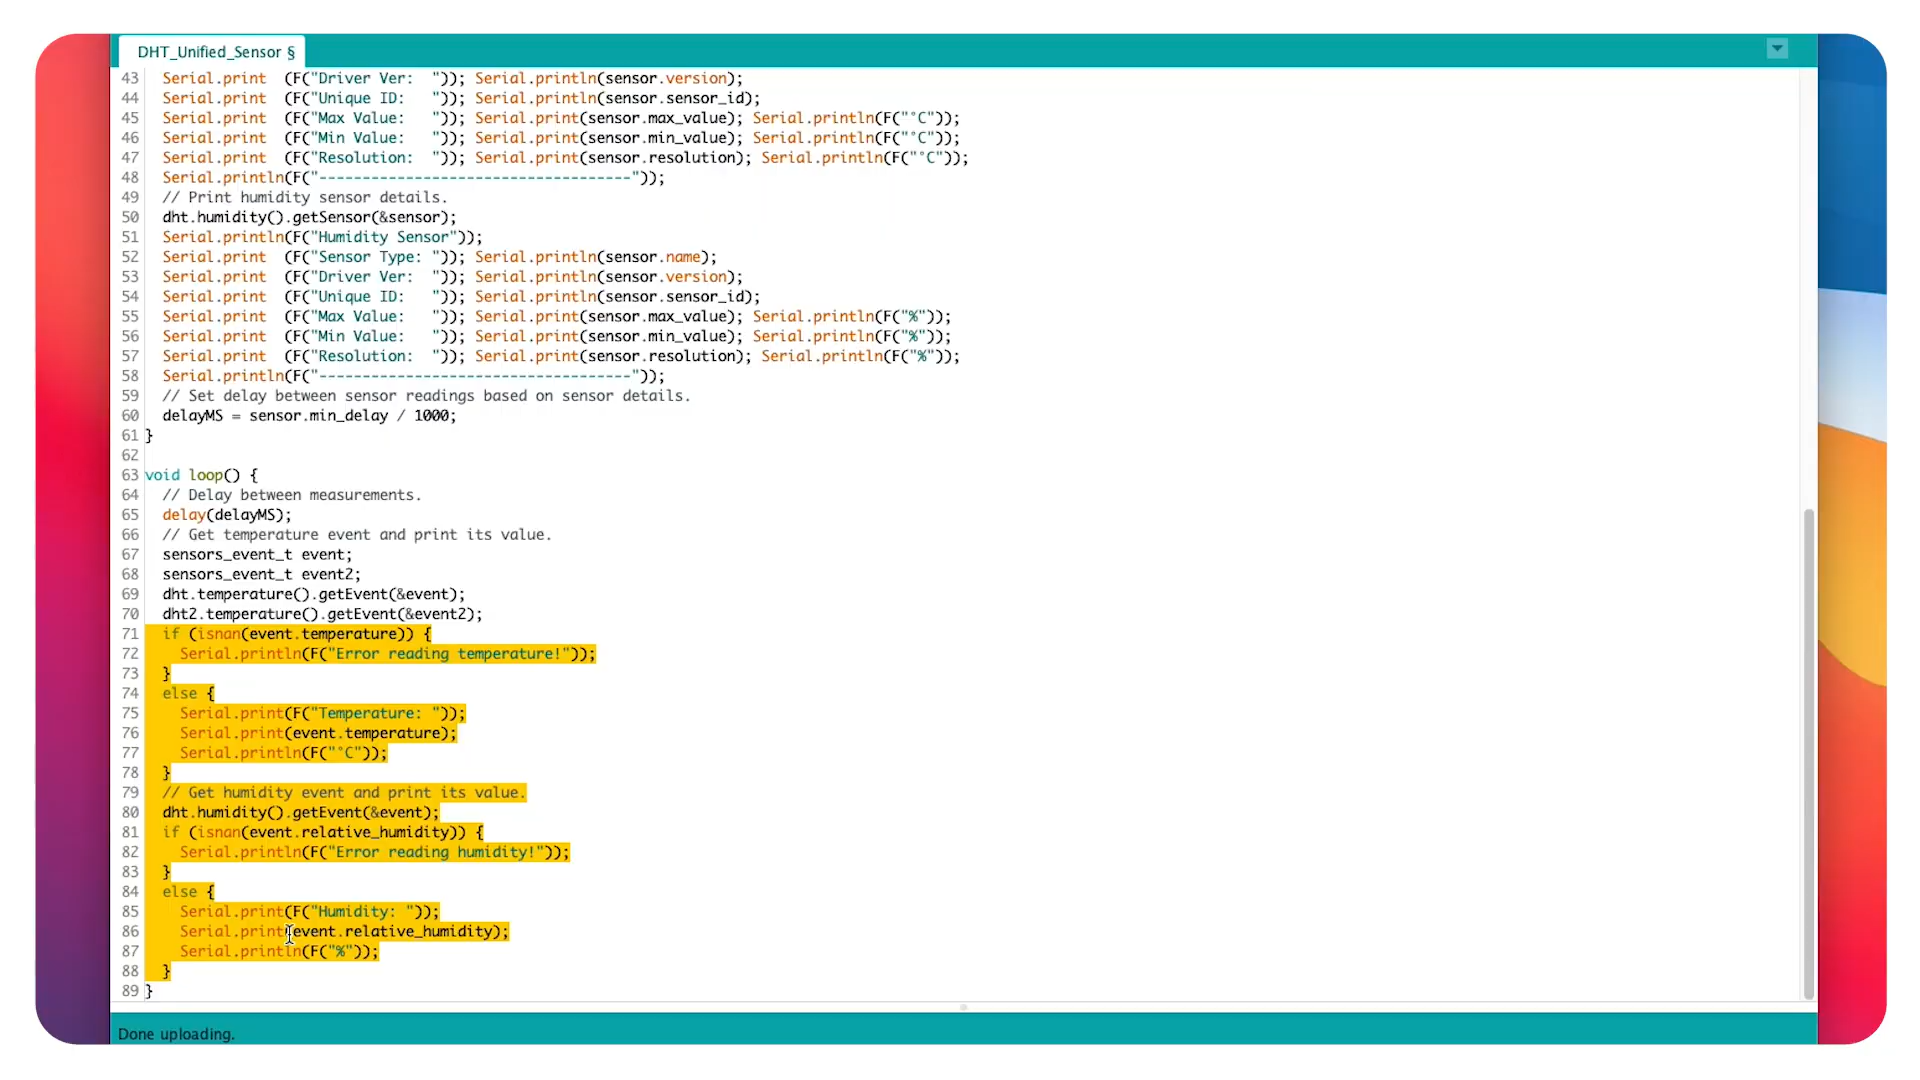 DHT_Unified_Sensor §
43 Serial.print  (F("Driver Ver:  ")); Serial.println(sensor.version);
44 Serial.print  (F("Unique ID:   ")); Serial.println(sensor.sensor_id);
45 Serial.print  (F("Max Value:   ")); Serial.print(sensor.max_value); Serial.println(F("°C"));
46 Serial.print  (F("Min Value:   ")); Serial.print(sensor.min_value); Serial.println(F("°C"));
47 Serial.print  (F("Resolution:  ")); Serial.print(sensor.resolution); Serial.println(F("°C"));
48 Serial.println(F("------------------------------------"));
49 // Print humidity sensor details.
50 dht.humidity().getSensor(&sensor);
51 Serial.println(F("Humidity Sensor"));
52 Serial.print  (F("Sensor Type: ")); Serial.println(sensor.name);
53 Serial.print  (F("Driver Ver:  ")); Serial.println(sensor.version);
54 Serial.print  (F("Unique ID:   ")); Serial.println(sensor.sensor_id);
55 Serial.print  (F("Max Value:   ")); Serial.print(sensor.max_value); Serial.println(F("%"));
56 Serial.print  (F("Min Value:   ")); Serial.print(sensor.min_value); Serial.println(F("%"));
57 Serial.print  (F("Resolution:  ")); Serial.print(sensor.resolution); Serial.println(F("%"));
58 Serial.println(F("------------------------------------"));
59 // Set delay between sensor readings based on sensor details.
60 delayMS = sensor.min_delay / 1000;
61 }
62
63 void loop() {
64 // Delay between measurements.
65 delay(delayMS);
66 // Get temperature event and print its value.
67 sensors_event_t event;
68 sensors_event_t event2;
69 dht.temperature().getEvent(&event);
70 dht2.temperature().getEvent(&event2);
71 if (isnan(event.temperature)) {
72 Serial.println(F("Error reading temperature!"));
73 }
74 else {
75 Serial.print(F("Temperature: "));
76 Serial.print(event.temperature);
77 Serial.println(F("°C"));
78 }
79 // Get humidity event and print its value.
80 dht.humidity().getEvent(&event);
81 if (isnan(event.relative_humidity)) {
82 Serial.println(F("Error reading humidity!"));
83 }
84 else {
85 Serial.print(F("Humidity: "));
86 Serial.print(event.relative_humidity);
87 Serial.println(F("%"));
88 }
89 }
Done uploading.